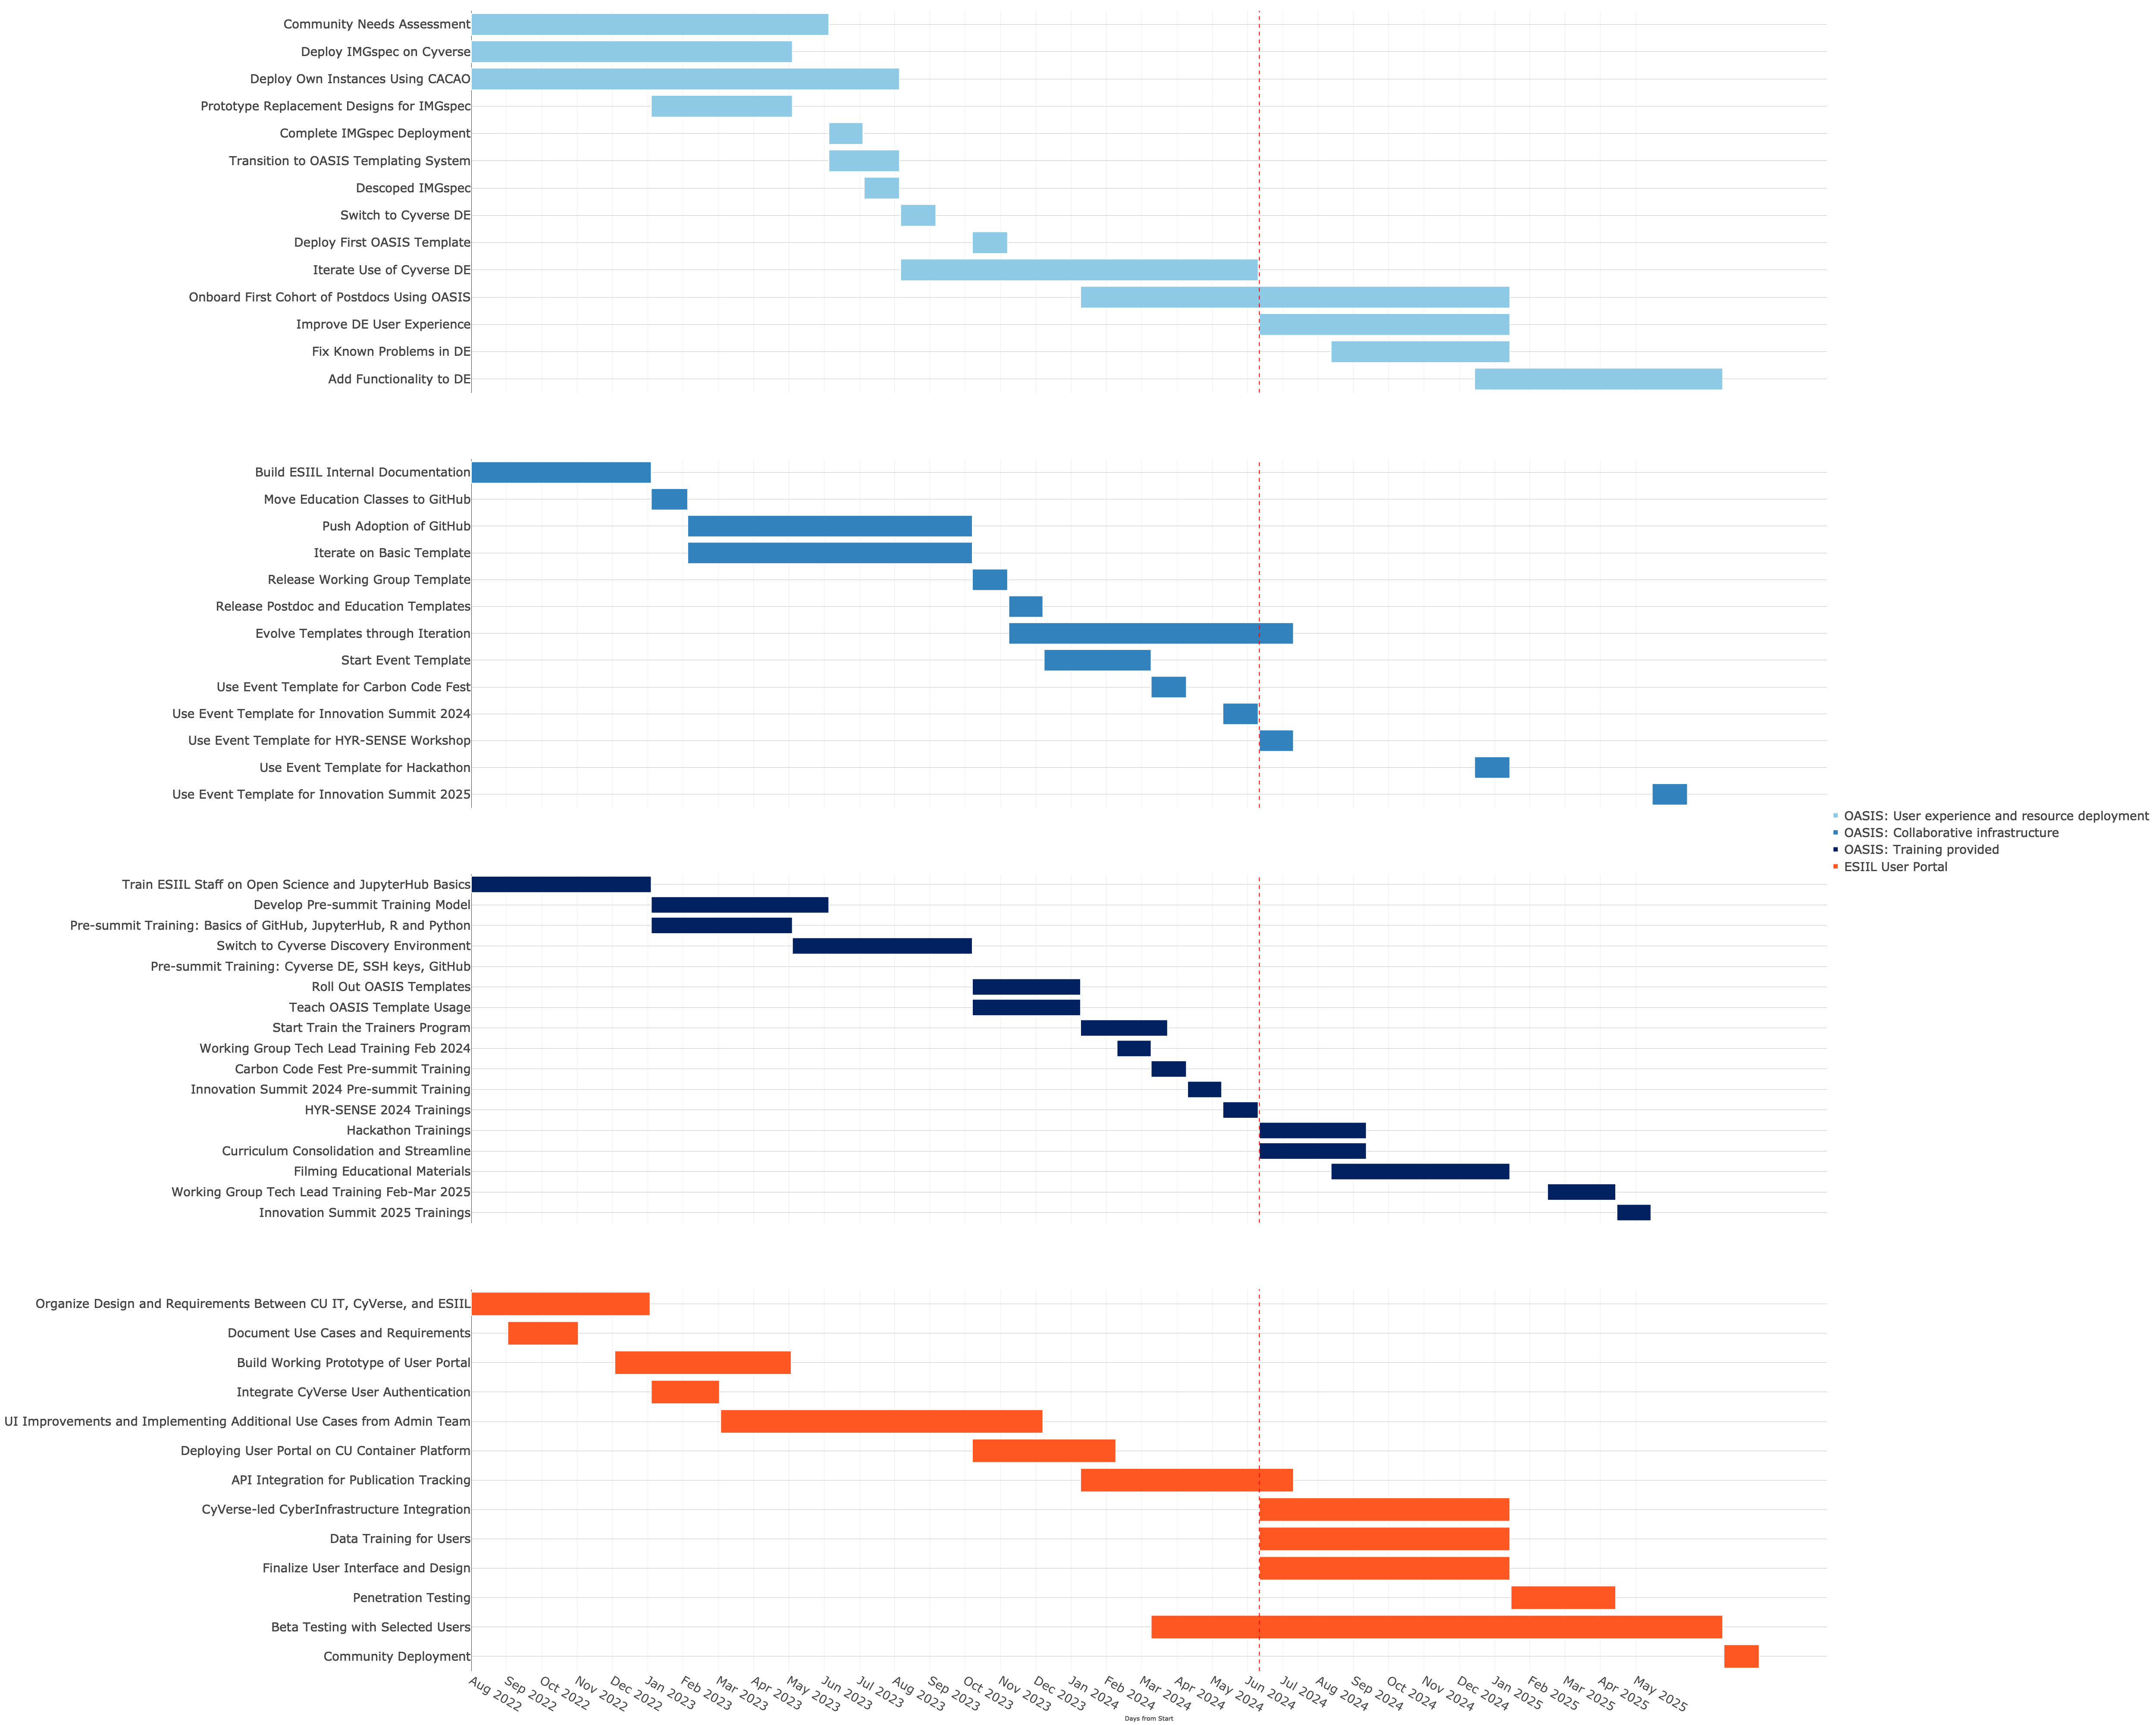 Community Needs Assessment
Deploy IMGspec on Cyverse
Deploy Own Instances Using CACAO
Prototype Replacement Designs for IMGspec
Complete IMGspec Deployment
Transition to OASIS Templating System
Descoped IMGspec
Switch to Cyverse DE
Deploy First OASIS Template
Iterate Use of Cyverse DE
Onboard First Cohort of Postdocs Using OASIS
Improve DE User Experience
Fix Known Problems in DE
Add Functionality to DE
Build ESIIL Internal Documentation
Move Education Classes to GitHub
Push Adoption of GitHub
Iterate on Basic Template
Release Working Group Template
Release Postdoc and Education Templates
Evolve Templates through Iteration
Start Event Template
Use Event Template for Carbon Code Fest
Use Event Template for Innovation Summit 2024
Use Event Template for HYR-SENSE Workshop
Use Event Template for Hackathon
Use Event Template for Innovation Summit 2025
OASIS: User experience and resource deployment
OASIS: Collaborative infrastructure
OASIS: Training provided
ESIIL User Portal
Train ESIIL Staff on Open Science and JupyterHub Basics
Develop Pre-summit Training Model
Pre-summit Training: Basics of GitHub, JupyterHub, R and Python
Switch to Cyverse Discovery Environment
Pre-summit Training: Cyverse DE, SSH keys, GitHub
Roll Out OASIS Templates
Teach OASIS Template Usage
Start Train the Trainers Program
Working Group Tech Lead Training Feb 2024
Carbon Code Fest Pre-summit Training
Innovation Summit 2024 Pre-summit Training
HYR-SENSE 2024 Trainings
Hackathon Trainings
Curriculum Consolidation and Streamline
Filming Educational Materials
Working Group Tech Lead Training Feb-Mar 2025
Innovation Summit 2025 Trainings
Organize Design and Requirements Between CU IT, CyVerse, and ESIIL
Document Use Cases and Requirements
Build Working Prototype of User Portal
Integrate CyVerse User Authentication
UI Improvements and Implementing Additional Use Cases from Admin Team
Deploying User Portal on CU Container Platform
API Integration for Publication Tracking
CyVerse-led CyberInfrastructure Integration
Data Training for Users
Finalize User Interface and Design
Penetration Testing
Beta Testing with Selected Users
Community Deployment
Aug 2022
Sep 2022
Oct 2022
Nov 2022
Dec 2022
Jan 2023
Feb 2023
Mar 2023
Apr 2023
May 2023
Jun 2023
Jul 2023
Aug 2023
Sep 2023
Oct 2023
Nov 2023
Dec 2023
Jan 2024
Feb 2024
Mar 2024
Apr 2024
May 2024
Jun 2024
Jul 2024
Aug 2024
Sep 2024
Oct 2024
Nov 2024
Dec 2024
Jan 2025
Feb 2025
Mar 2025
Apr 2025
May 2025
Days from Start